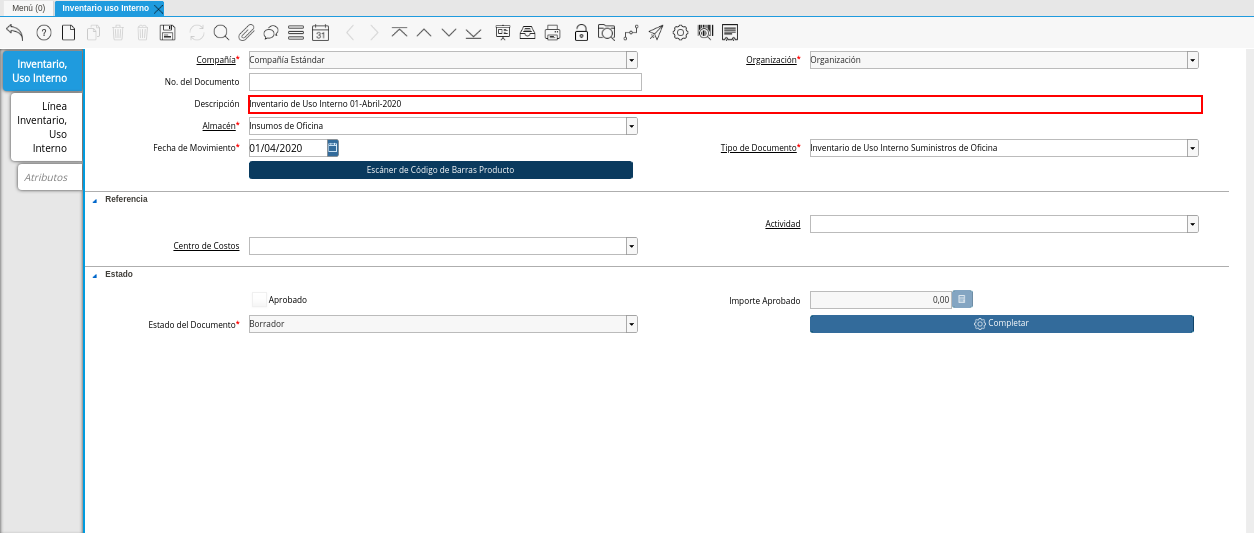 Menú (0)
Inventario uso Interno
31
Inventario,
Uso Interno
Línea
Inventario,
Uso
Interno
Atributos
Compañía*
Compañía Estándar
Organización*
Organización
No. del Documento
Descripción
Inventario de Uso Interno 01-Abril-2020
Almacén*
Insumos de Oficina
Fecha de Movimiento*
01/04/2020
Tipo de Documento*
Inventario de Uso Interno Suministros de Oficina
Escáner de Código de Barras Producto
Referencia
Actividad
Centro de Costos
Estado
Aprobado
Importe Aprobado
0,00
Estado del Documento*
Borrador
Completar